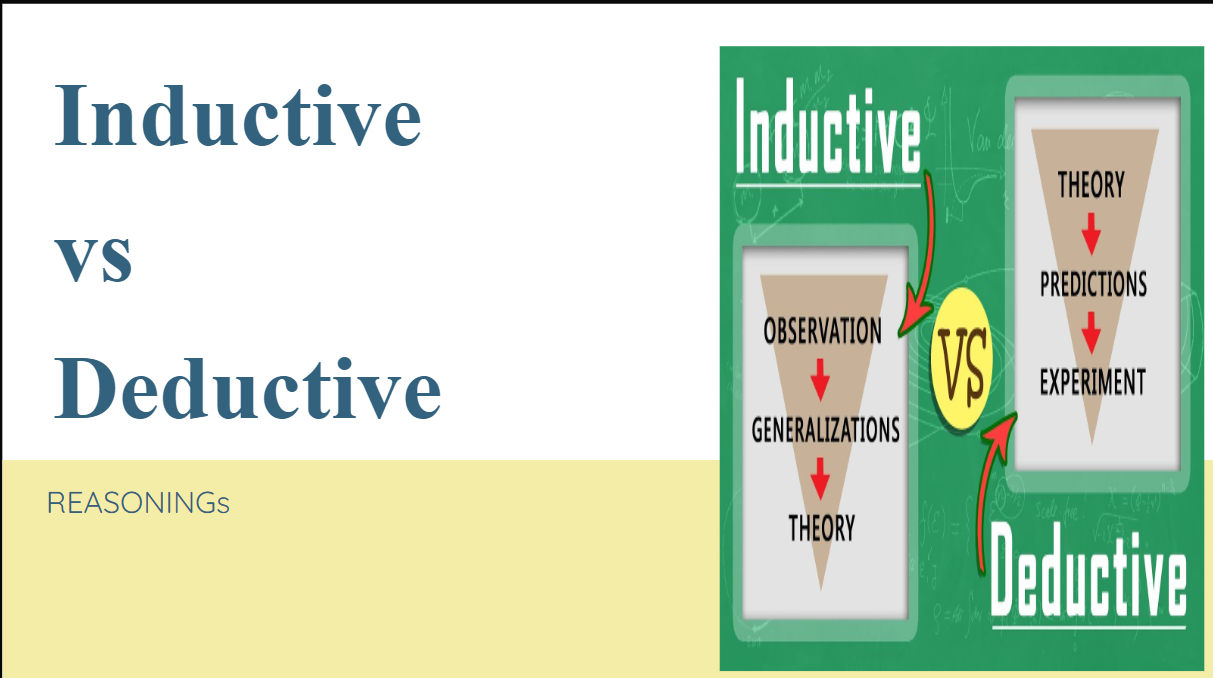 Inductive
vs
Deductive
REASONINGs
Inductive
OBSERVATION
GENERALIZATIONS
THEORY
VS
THEORY
PREDICTIONS
EXPERIMENT
Deductive